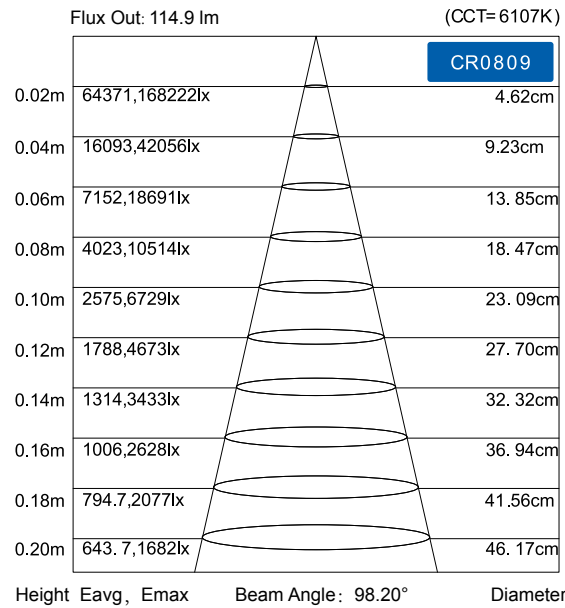 Flux Out: 114.9 lm (CCT= 6107K)
CR0809
0.02m 64371,168222lx 4.62cm
0.04m 16093,42056lx 9.23cm
0.06m 7152,18691lx 13.85cm
0.08m 4023,10514lx 18.47cm
0.10m 2575,6729lx 23.09cm
0.12m 1788,4673lx 27.70cm
0.14m 1314,3433lx 32.32cm
0.16m 1006,2628lx 36.94cm
0.18m 794.7,2077lx 41.56cm
0.20m 643.7,1682lx 46.17cm
Height Eavg, Emax Beam Angle: 98.20° Diameter